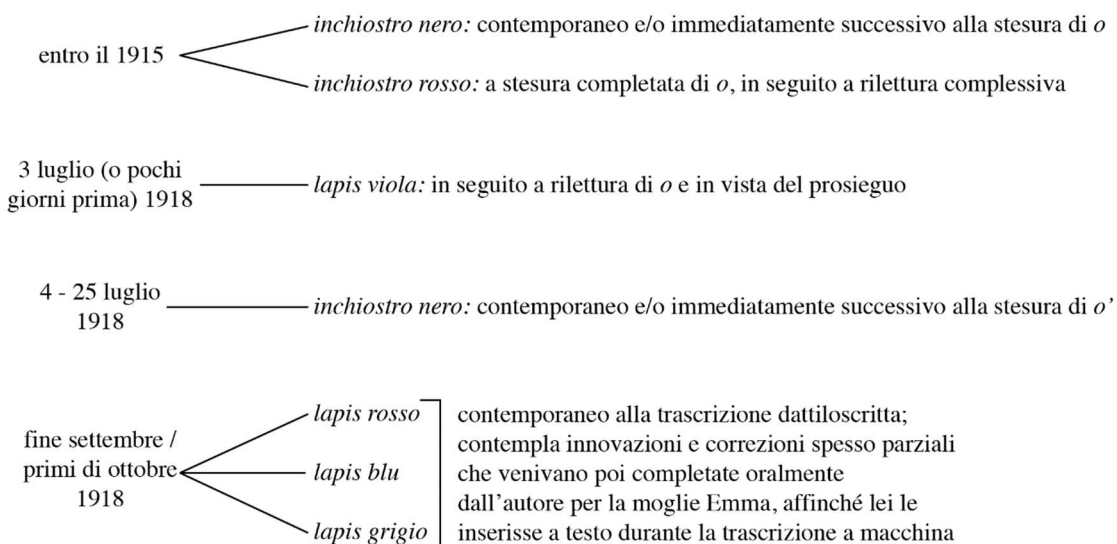 inchiostro nero: contemporaneo e/o immediatamente successivo alla stesura di o
entro il 1915
inchiostro rosso: a stesura completata di o, in seguito a rilettura complessiva
3 luglio (o pochi
giorni prima) 1918
lapis viola: in seguito a rilettura di o e in vista del prosieguo
4 - 25 luglio
1918
inchiostro nero: contemporaneo e/o immediatamente successivo alla stesura di o’
fine settembre /
primi di ottobre
1918
lapis rosso
lapis blu
lapis grigio
contemporaneo alla trascrizione dattiloscritta;
contempla innovazioni e correzioni spesso parziali
che venivano poi completate oralmente
dall’autore per la moglie Emma, affinché lei le
inserisse a testo durante la trascrizione a macchina